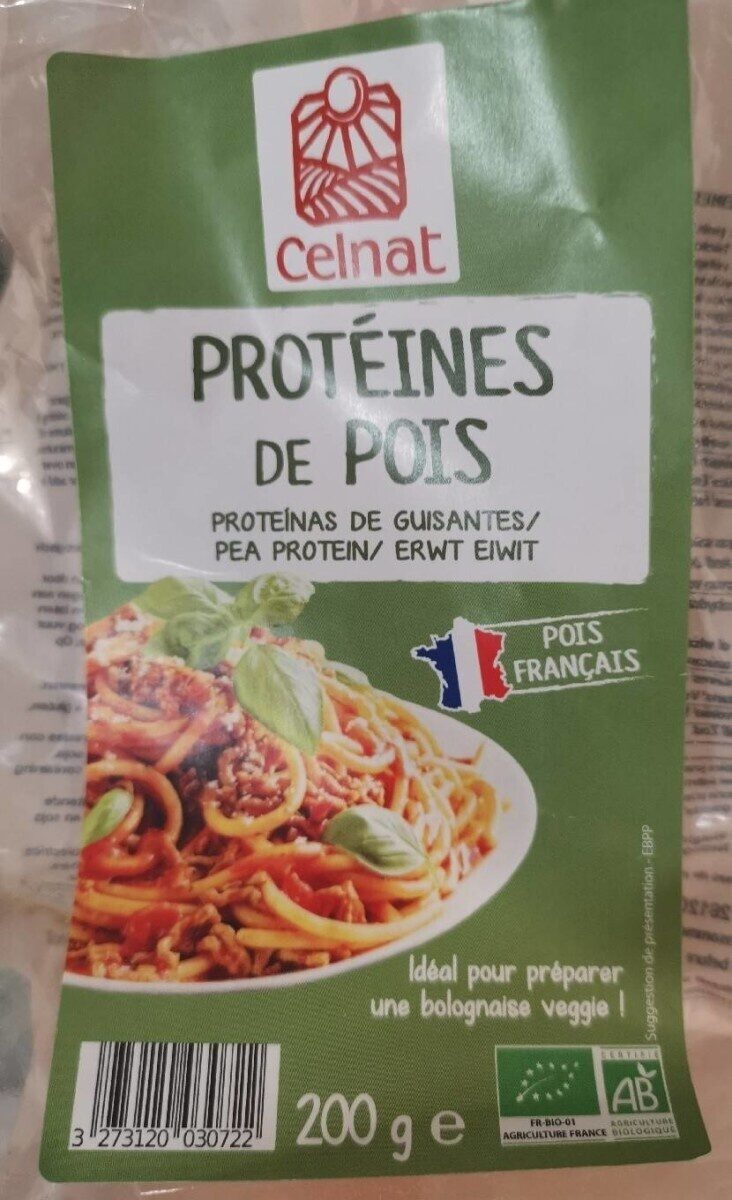 Celnat
PROTÉINES
DE POIS
PROTEÍNAS DE GUISANTES/
PEA PROTEIN/ ERWT EIWIT
POIS
FRANÇAIS
Idéal pour préparer
une bolognaise veggie !
Suggestion de présentation - EBPP
3 273120 030722
200 g e
CERTIFIÉ
AB
FR-BIO-01
AGRICULTURE FRANCE
AGRICULTURE
BIOLOGIQUE